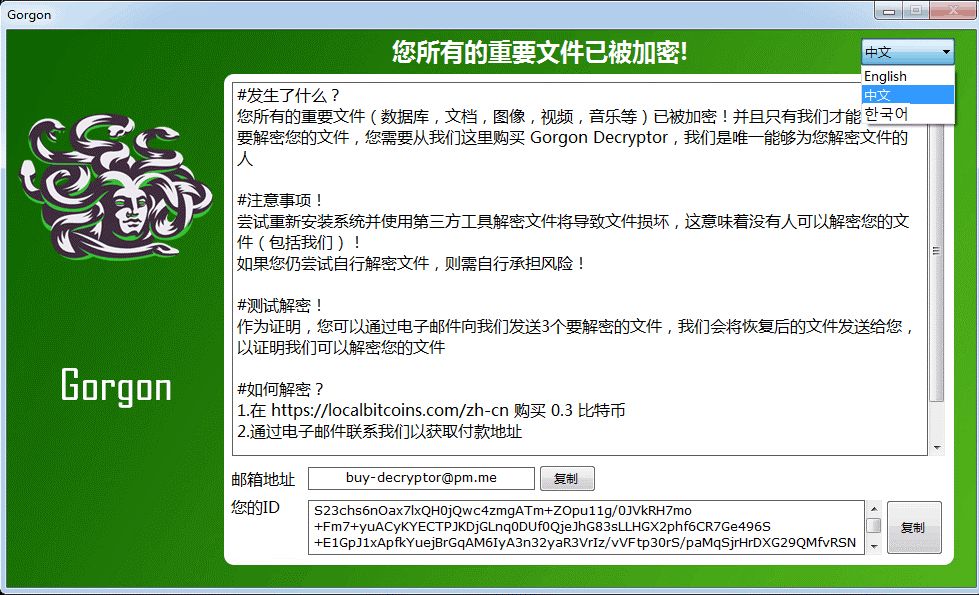 Gorgon
您所有的重要文件已被加密!
中文
English
中文
한국어
#发生了什么？
您所有的重要文件（数据库，文档，图像，视频，音乐等）已被加密！并且只有我们才能
要解密您的文件，您需要从我们这里购买 Gorgon Decryptor，我们是唯一能够为您解密文件的
人
#注意事项！
尝试重新安装系统并使用第三方工具解密文件将导致文件损坏，这意味着没有人可以解密您的文
件（包括我们）！
如果您仍尝试自行解密文件，则需自行承担风险！
#测试解密！
作为证明，您可以通过电子邮件向我们发送3个要解密的文件，我们会将恢复后的文件发送给您，
以证明我们可以解密您的文件
#如何解密？
1.在 https://localbitcoins.com/zh-cn 购买 0.3 比特币
2.通过电子邮件联系我们以获取付款地址
Gorgon
邮箱地址
buy-decryptor@pm.me
复制
您的ID
S23chs6nOax7lxQH0jQwc4zmgATm+ZOpu11g/0JVkRH7mo
+Fm7+yuACyKYECTPJKDjGLnq0DUf0QjeJhG83sLLHGX2phf6CR7Ge496S
+E1GpJ1xApfkYuejBrGqAM6IyA3n32yaR3VrIz/vVFtp30rS/paMqSjrHrDXG29QMfvRSN
复制